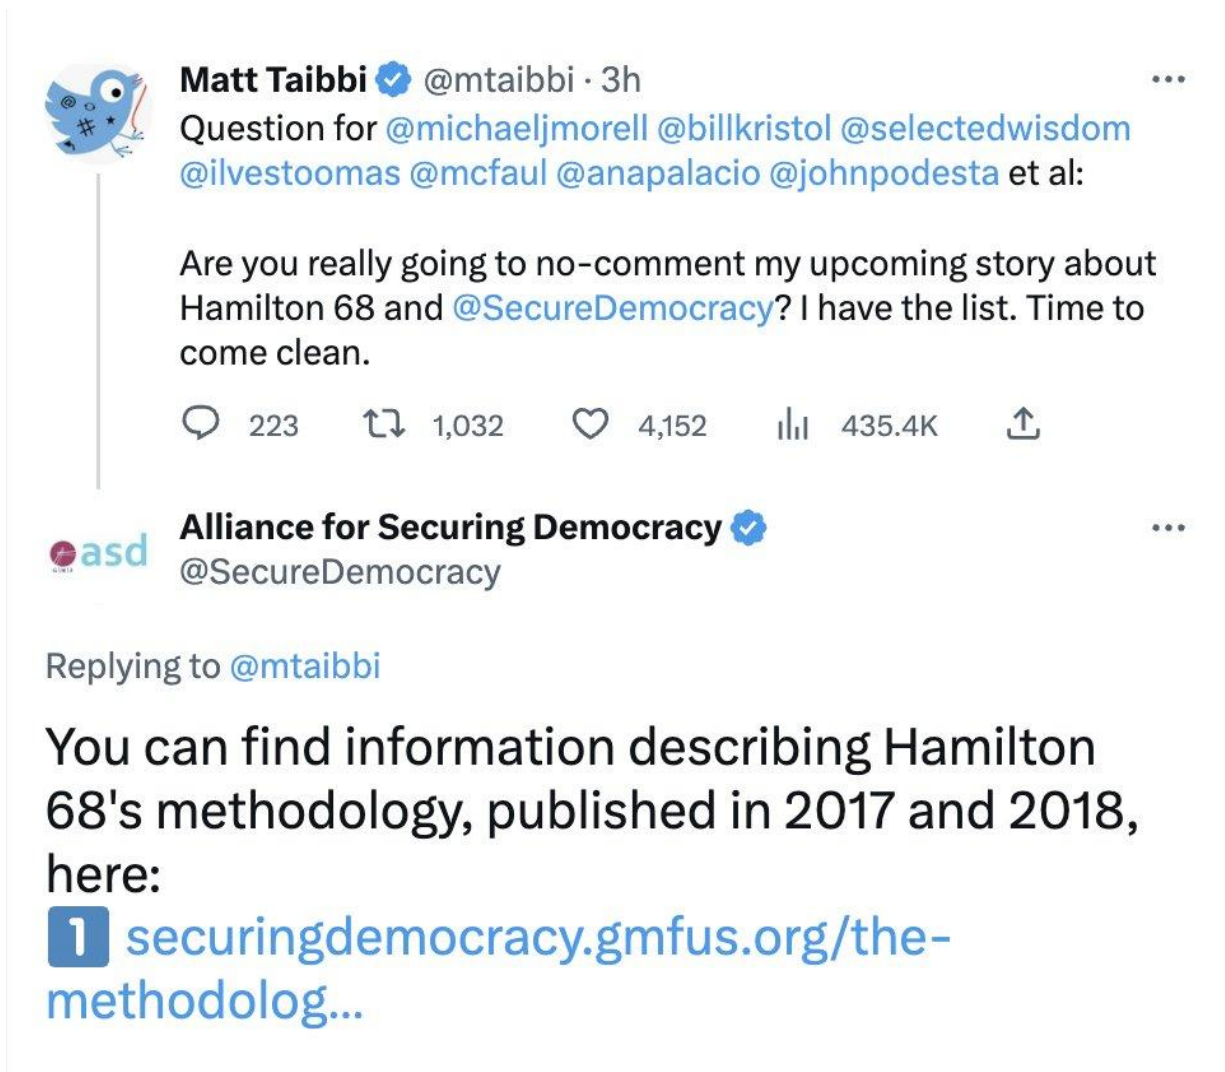 Matt Taibbi @mtaibbi · 3h
Question for @michaeljmorell @billkristol @selectedwisdom
@ilvestoomas @mcfaul @anapalacio @johnpodesta et al:
Are you really going to no-comment my upcoming story about
Hamilton 68 and @SecureDemocracy? I have the list. Time to
come clean.
223 1,032 4,152 435.4K
asd
Alliance for Securing Democracy
@SecureDemocracy
Replying to @mtaibbi
You can find information describing Hamilton
68's methodology, published in 2017 and 2018,
here:
1 securingdemocracy.gmfus.org/the-
methodolog...